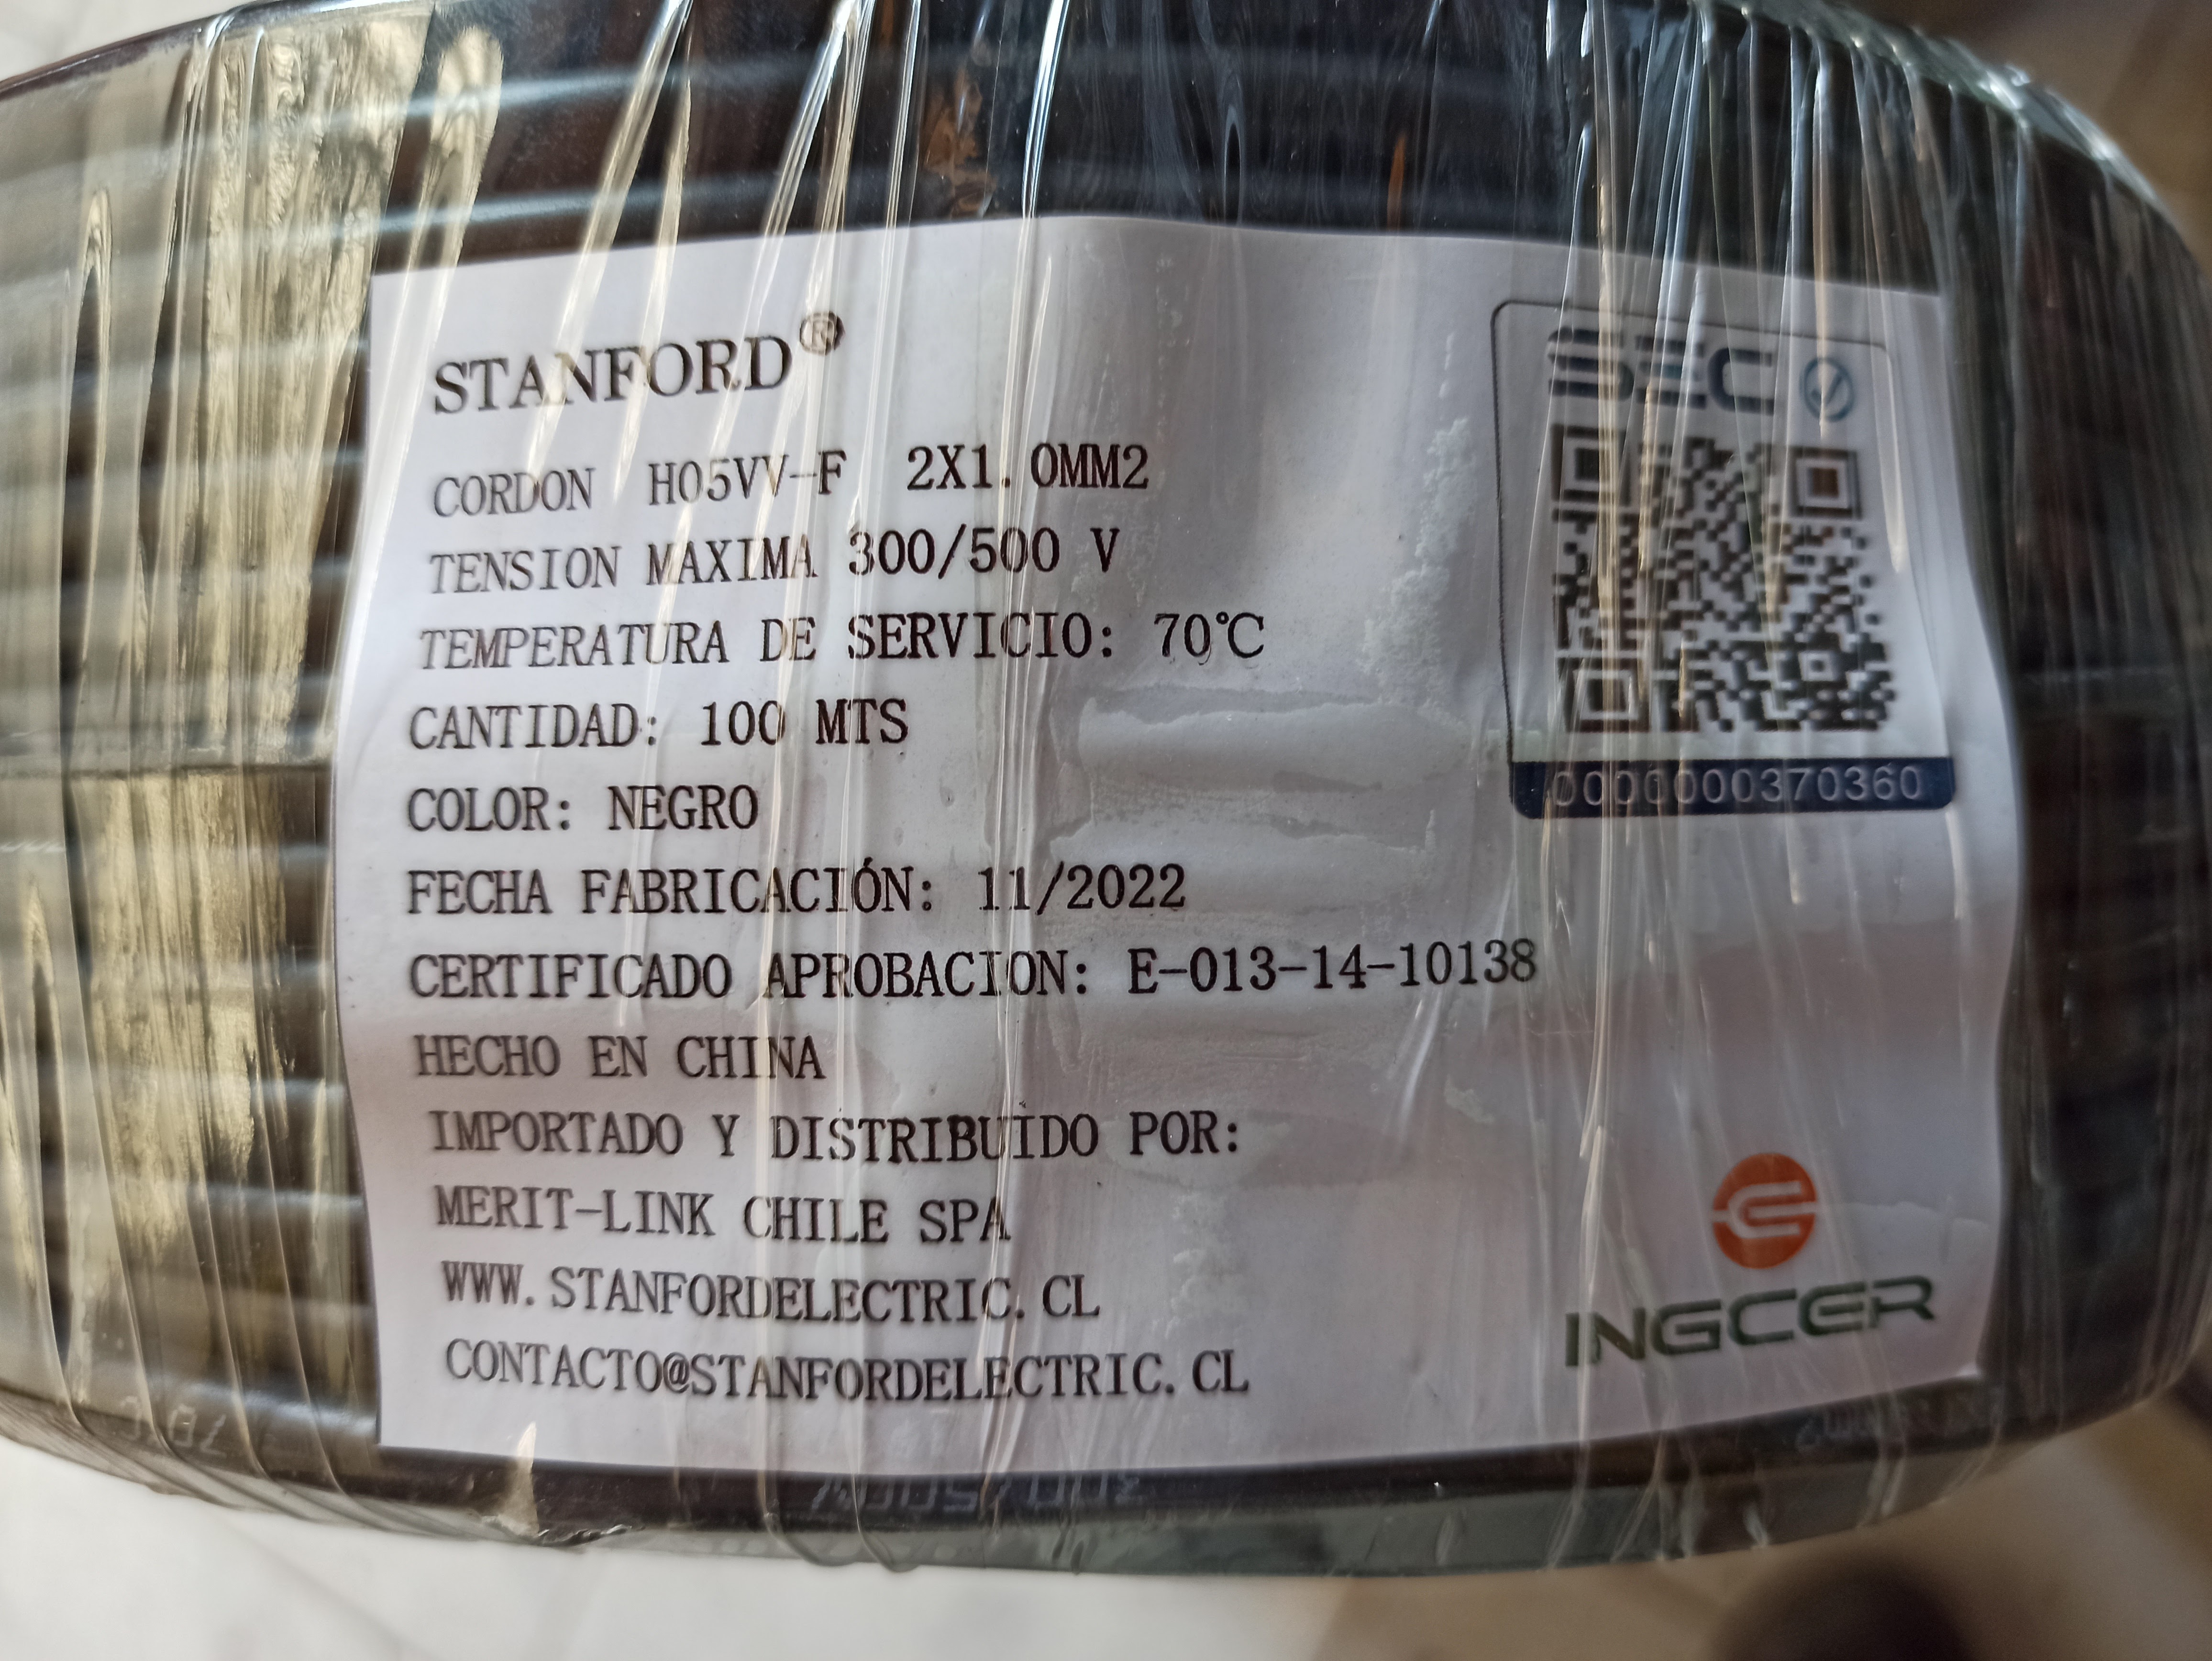 STANFORD®
CORDON H05VV-F 2X1.0MM2
TENSION MAXIMA 300/500 V
TEMPERATURA DE SERVICIO: 70℃
CANTIDAD: 100 MTS
COLOR: NEGRO
FECHA FABRICACIÓN: 11/2022
CERTIFICADO APROBACION: E-013-14-10138
HECHO EN CHINA
IMPORTADO Y DISTRIBUIDO POR:
MERIT-LINK CHILE SPA
WWW.STANFORDELECTRIC.CL
CONTACTO@STANFORDELECTRIC.CL
SEC
0000000370360
INGCER
300/500V